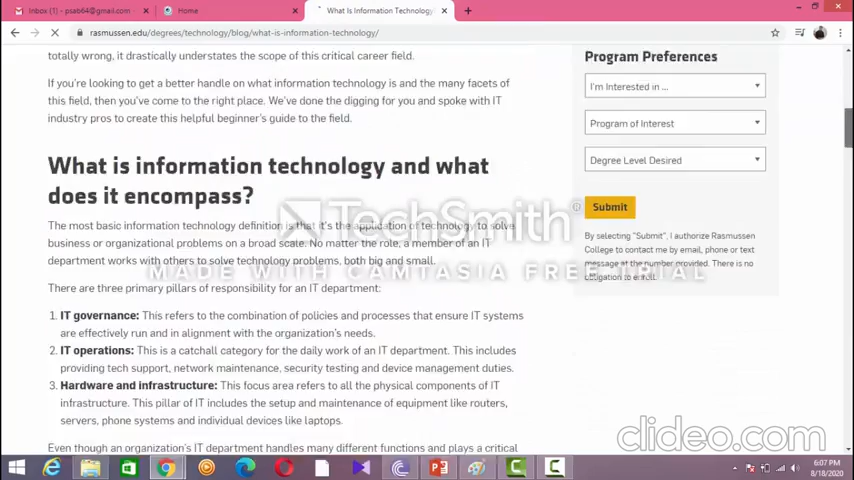 Inbox (1) - psab64@gmail.com
Home
What Is Information Technology
rasmussen.edu/degrees/technology/blog/what-is-information-technology/
totally wrong, it drastically understates the scope of this critical career field.
If you're looking to get a better handle on what information technology is and the many facets
of this field, then you've come to the right place. We've done the digging for you and spoke with IT
industry pros to create this helpful beginner's guide to the field.
What is information technology and what
does it encompass?
The most basic information technology definition is that it's the application of technology to solve
business or organizational problems on a broad scale. No matter the role, a member of an IT
department works with others to solve technology problems, both big and small.
There are three primary pillars of responsibility for an IT department:
1. IT governance: This refers to the combination of policies and processes that ensure IT systems
are effectively run and in alignment with the organization's needs.
2. IT operations: This is a catchall category for the daily work of an IT department. This includes
providing tech support, network maintenance, security testing and device management duties.
3. Hardware and infrastructure: This focus area refers to all the physical components of IT
infrastructure. This pillar of IT includes the setup and maintenance of equipment like routers,
servers, phone systems and individual devices like laptops.
Even though an organization's IT department handles many different functions and plays a critical
Program Preferences
I'm Interested in ...
Program of Interest
Degree Level Desired
Submit
By selecting "Submit", I authorize Rasmussen
College to contact me by email, phone or text
message at the number provided. There is no
obligation to enroll.
TechSmith
MADE WITH CAMTASIA FREE TRIAL
clideo.com
6:07 PM
8/18/2020